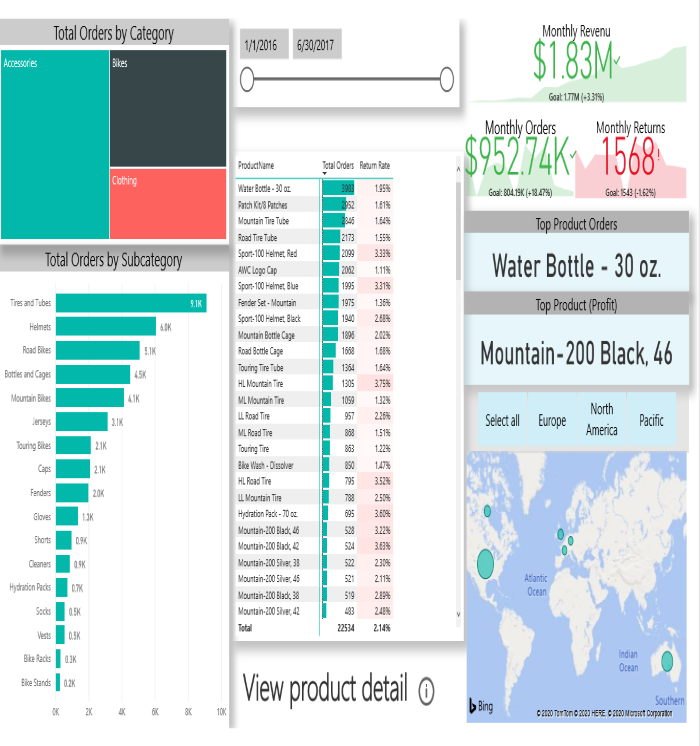 Total Orders by Category
Accessories
Bikes
Clothing
Total Orders by Subcategory
Tires and Tubes 9.1K
Helmets 6.0K
Road Bikes 5.1K
Bottles and Cages 4.5K
Mountain Bikes 4.1K
Jerseys 3.1K
Touring Bikes 2.1K
Caps 2.1K
Fenders 2.0K
Gloves 1.3K
Shorts 0.9K
Cleaners 0.9K
Hydration Packs 0.7K
Socks 0.5K
Vests 0.5K
Bike Racks 0.3K
Bike Stands 0.2K
0K 2K 4K 6K 8K 10K
1/1/2016 6/30/2017
ProductName Total Orders Return Rate
Water Bottle - 30 oz. 3983 1.95%
Patch Kit/8 Patches 2952 1.61%
Mountain Tire Tube 2846 1.64%
Road Tire Tube 2173 1.55%
Sport-100 Helmet, Red 2099 3.33%
AWC Logo Cap 2062 1.11%
Sport-100 Helmet, Blue 1995 3.31%
Fender Set - Mountain 1975 1.36%
Sport-100 Helmet, Black 1940 2.68%
Mountain Bottle Cage 1896 2.02%
Road Bottle Cage 1668 1.68%
Touring Tire Tube 1364 1.64%
HL Mountain Tire 1305 3.75%
ML Mountain Tire 1059 1.32%
LL Road Tire 957 2.26%
ML Road Tire 868 1.51%
Touring Tire 863 1.22%
Bike Wash - Dissolver 850 1.47%
HL Road Tire 795 3.52%
LL Mountain Tire 788 2.50%
Hydration Pack - 70 oz. 695 3.60%
Mountain-200 Black, 46 528 3.22%
Mountain-200 Black, 42 524 3.63%
Mountain-200 Silver, 38 522 2.30%
Mountain-200 Silver, 46 521 2.11%
Mountain-200 Black, 38 519 2.89%
Mountain-200 Silver, 42 483 2.48%
Total 22534 2.14%
View product detail
Monthly Revenu
$1.83M
Goal: 1.77M (+3.31%)
Monthly Orders
$952.74K
Goal: 804.19K (+18.47%)
Monthly Returns
1568!
Goal: 1543 (-1.62%)
Top Product Orders
Water Bottle - 30 oz.
Top Product (Profit)
Mountain-200 Black, 46
Select all
Europe
North
America
Pacific
Atlantic
Ocean
Indian
Ocean
Southern
Bing
© 2020 TomTom © 2020 HERE, © 2020 Microsoft Corporation